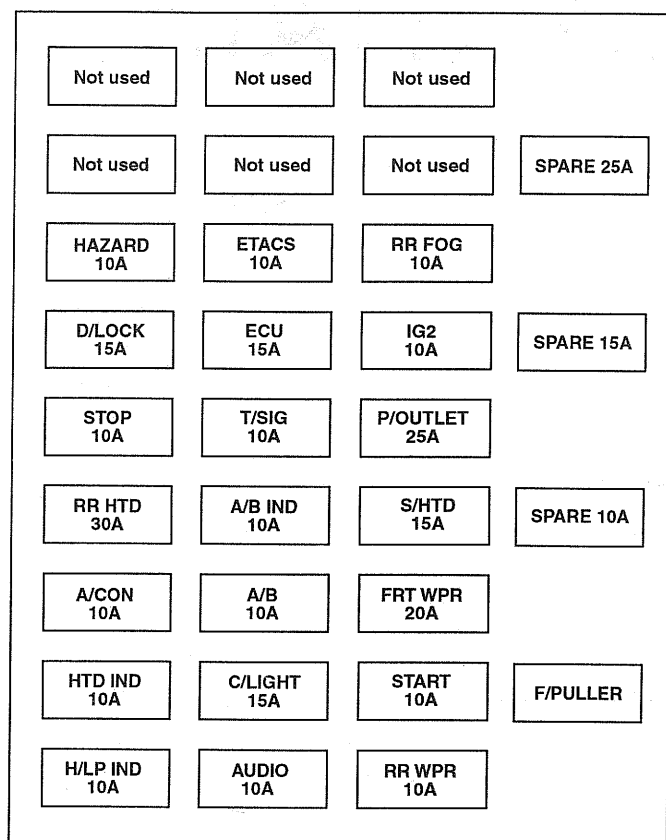 Not used
Not used
Not used
Not used
Not used
Not used
SPARE 25A
HAZARD
10A
ETACS
10A
RR FOG
10A
D/LOCK
15A
ECU
15A
IG2
10A
SPARE 15A
STOP
10A
T/SIG
10A
P/OUTLET
25A
RR HTD
30A
A/B IND
10A
S/HTD
15A
SPARE 10A
A/CON
10A
A/B
10A
FRT WPR
20A
HTD IND
10A
C/LIGHT
15A
START
10A
F/PULLER
H/LP IND
10A
AUDIO
10A
RR WPR
10A